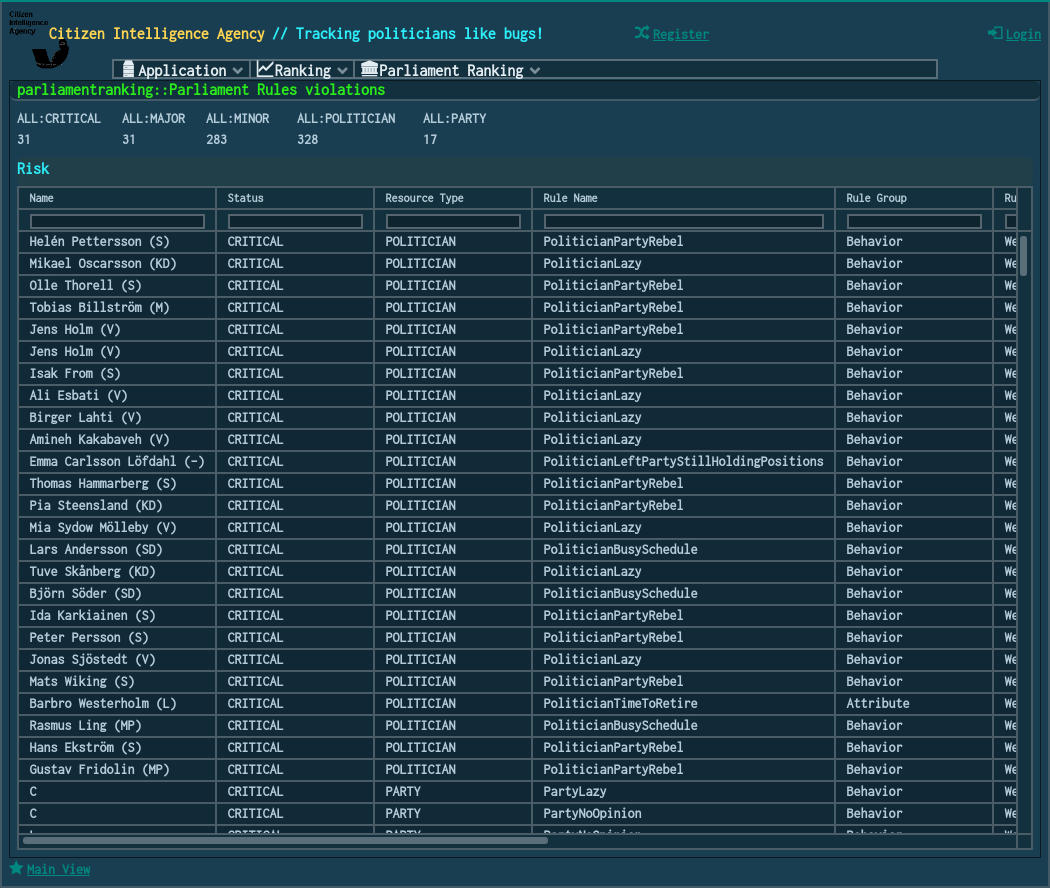 Citizen
Intelligence
Agency
Citizen Intelligence Agency // Tracking politicians like bugs!
Register
Login
Application
Ranking
Parliament Ranking
parliamentranking::Parliament Rules violations
ALL:CRITICAL ALL:MAJOR ALL:MINOR ALL:POLITICIAN ALL:PARTY
31 31 283 328 17
Risk
Name Status Resource Type Rule Name Rule Group Ru
Helén Pettersson (S) CRITICAL POLITICIAN PoliticianPartyRebel Behavior We
Mikael Oscarsson (KD) CRITICAL POLITICIAN PoliticianLazy Behavior We
Olle Thorell (S) CRITICAL POLITICIAN PoliticianPartyRebel Behavior We
Tobias Billström (M) CRITICAL POLITICIAN PoliticianPartyRebel Behavior We
Jens Holm (V) CRITICAL POLITICIAN PoliticianPartyRebel Behavior We
Jens Holm (V) CRITICAL POLITICIAN PoliticianLazy Behavior We
Isak From (S) CRITICAL POLITICIAN PoliticianPartyRebel Behavior We
Ali Esbati (V) CRITICAL POLITICIAN PoliticianLazy Behavior We
Birger Lahti (V) CRITICAL POLITICIAN PoliticianLazy Behavior We
Amineh Kakabaveh (V) CRITICAL POLITICIAN PoliticianLazy Behavior We
Emma Carlsson Löfdahl (-) CRITICAL POLITICIAN PoliticianLeftPartyStillHoldingPositions Behavior We
Thomas Hammarberg (S) CRITICAL POLITICIAN PoliticianPartyRebel Behavior We
Pia Steensland (KD) CRITICAL POLITICIAN PoliticianPartyRebel Behavior We
Mia Sydow Mölleby (V) CRITICAL POLITICIAN PoliticianLazy Behavior We
Lars Andersson (SD) CRITICAL POLITICIAN PoliticianBusySchedule Behavior We
Tuve Skånberg (KD) CRITICAL POLITICIAN PoliticianLazy Behavior We
Björn Söder (SD) CRITICAL POLITICIAN PoliticianBusySchedule Behavior We
Ida Karkiainen (S) CRITICAL POLITICIAN PoliticianPartyRebel Behavior We
Peter Persson (S) CRITICAL POLITICIAN PoliticianPartyRebel Behavior We
Jonas Sjöstedt (V) CRITICAL POLITICIAN PoliticianLazy Behavior We
Mats Wiking (S) CRITICAL POLITICIAN PoliticianPartyRebel Behavior We
Barbro Westerholm (L) CRITICAL POLITICIAN PoliticianTimeToRetire Attribute We
Rasmus Ling (MP) CRITICAL POLITICIAN PoliticianBusySchedule Behavior We
Hans Ekström (S) CRITICAL POLITICIAN PoliticianPartyRebel Behavior We
Gustav Fridolin (MP) CRITICAL POLITICIAN PoliticianPartyRebel Behavior We
C CRITICAL PARTY PartyLazy Behavior We
C CRITICAL PARTY PartyNoOpinion Behavior We
CRITICAL PARTY PartyNoOpinion Behavior
Main View